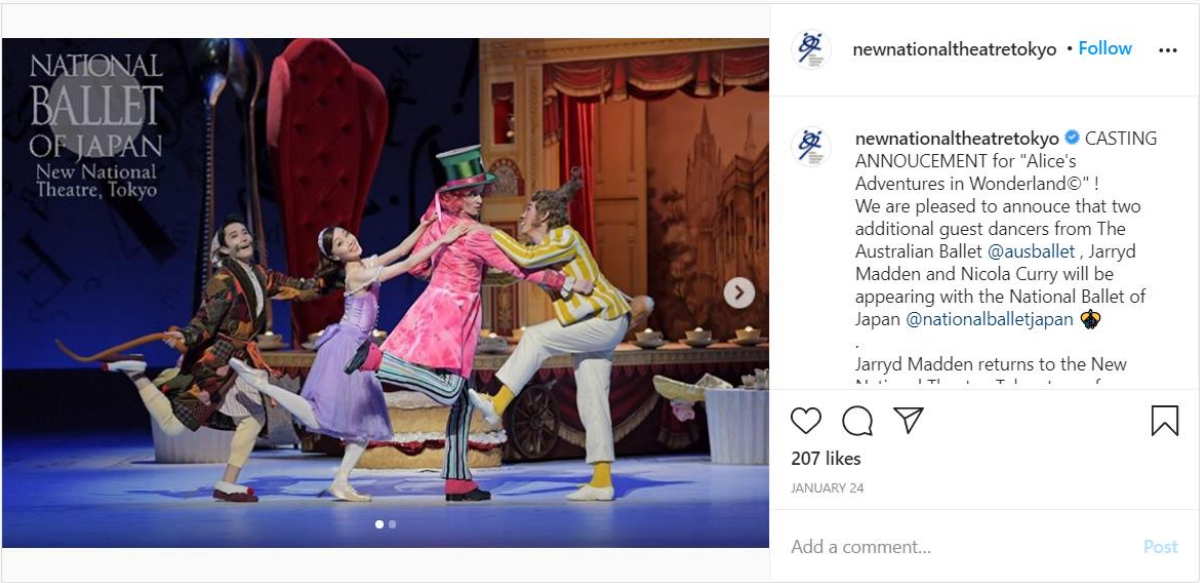 NATIONAL
BALLET
OF JAPAN
New National
Theatre, Tokyo
newnationaltheatretokyo • Follow
newnationaltheatretokyo CASTING
ANNOUCEMENT for "Alice's
Adventures in Wonderland©" !
We are pleased to annouce that two
additional guest dancers from The
Australian Ballet @ausballet , Jarryd
Madden and Nicola Curry will be
appearing with the National Ballet of
Japan @nationalballetjapan
.
Jarryd Madden returns to the New
207 likes
JANUARY 24
Add a comment...
Post